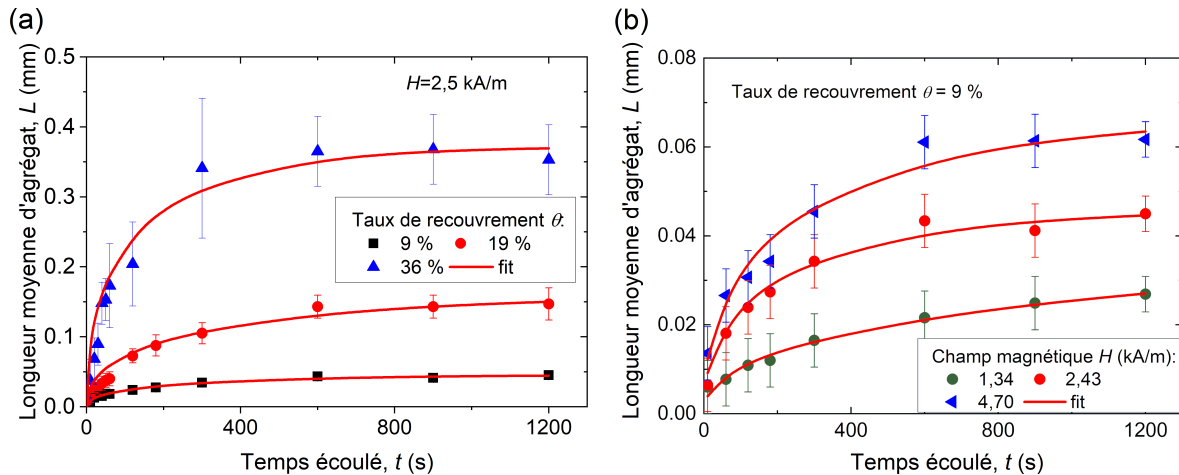 (a)
Longueur moyenne d'agrégat, L (mm)
0.5
0.4
0.3
0.2
0.1
0.0
H=2,5 kA/m
Taux de recouvrement θ:
9 % 19 %
36 % fit
0 400 800 1200
Temps écoulé, t (s)
(b)
Longueur moyenne d'agrégat, L (mm)
0.08
0.06
0.04
0.02
0.00
Taux de recouvrement θ = 9 %
Champ magnétique H (kA/m):
1,34 2,43
4,70 fit
0 400 800 1200
Temps écoulé, t (s)